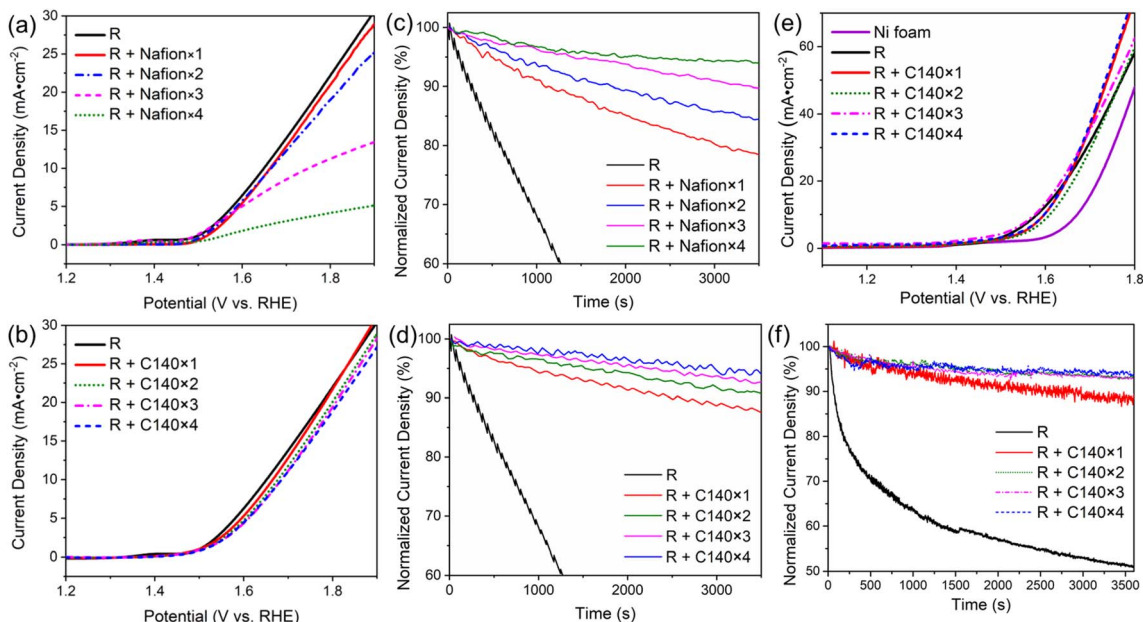 (a)
R
R + Nafion×1
R + Nafion×2
R + Nafion×3
R + Nafion×4
30
25
20
15
10
5
0
Current Density (mA•cm-2)
1.2 1.4 1.6 1.8
Potential (V vs. RHE)
(c)
100
90
80
70
60
Normalized Current Density (%)
R
R + Nafion×1
R + Nafion×2
R + Nafion×3
R + Nafion×4
0 1000 2000 3000
Time (s)
(e)
Ni foam
R
R + C140×1
R + C140×2
R + C140×3
R + C140×4
60
40
20
0
Current Density (mA•cm-2)
1.2 1.4 1.6 1.8
Potential (V vs. RHE)
(b)
R
R + C140×1
R + C140×2
R + C140×3
R + C140×4
30
25
20
15
10
5
0
Current Density (mA•cm-2)
1.2 1.4 1.6 1.8
Potential (V vs. RHE)
(d)
100
90
80
70
60
Normalized Current Density (%)
R
R + C140×1
R + C140×2
R + C140×3
R + C140×4
0 1000 2000 3000
Time (s)
(f)
100
90
80
70
60
50
Normalized Current Density (%)
R
R + C140×1
R + C140×2
R + C140×3
R + C140×4
0 500 1000 1500 2000 2500 3000 3500
Time (s)